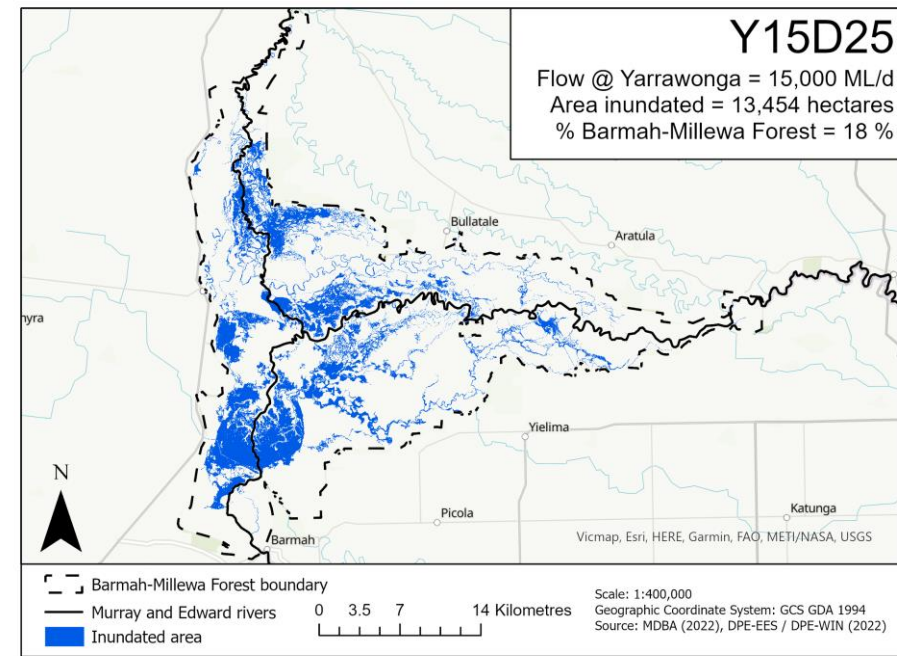 Y15D25
Flow @ Yarrawonga = 15,000 ML/d
Area inundated = 13,454 hectares
% Barmah-Millewa Forest = 18 %
Bullatale
Aratula
nyra
Yielima
N
Picola
Katunga
Barmah
Vicmap, Esri, HERE, Garmin, FAO, METI/NASA, USGS
Barmah-Millewa Forest boundary
Murray and Edward rivers
Inundated area
0 3.5 7 14 Kilometres
Scale: 1:400,000
Geographic Coordinate System: GCS GDA 1994
Source: MDBA (2022), DPE-EES / DPE-WIN (2022)